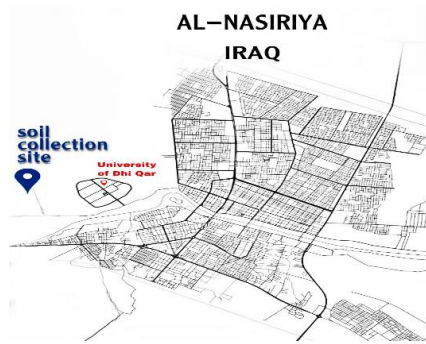 AL-NASIRIYA
IRAQ
soil
collection
site
University
of Dhi Qar